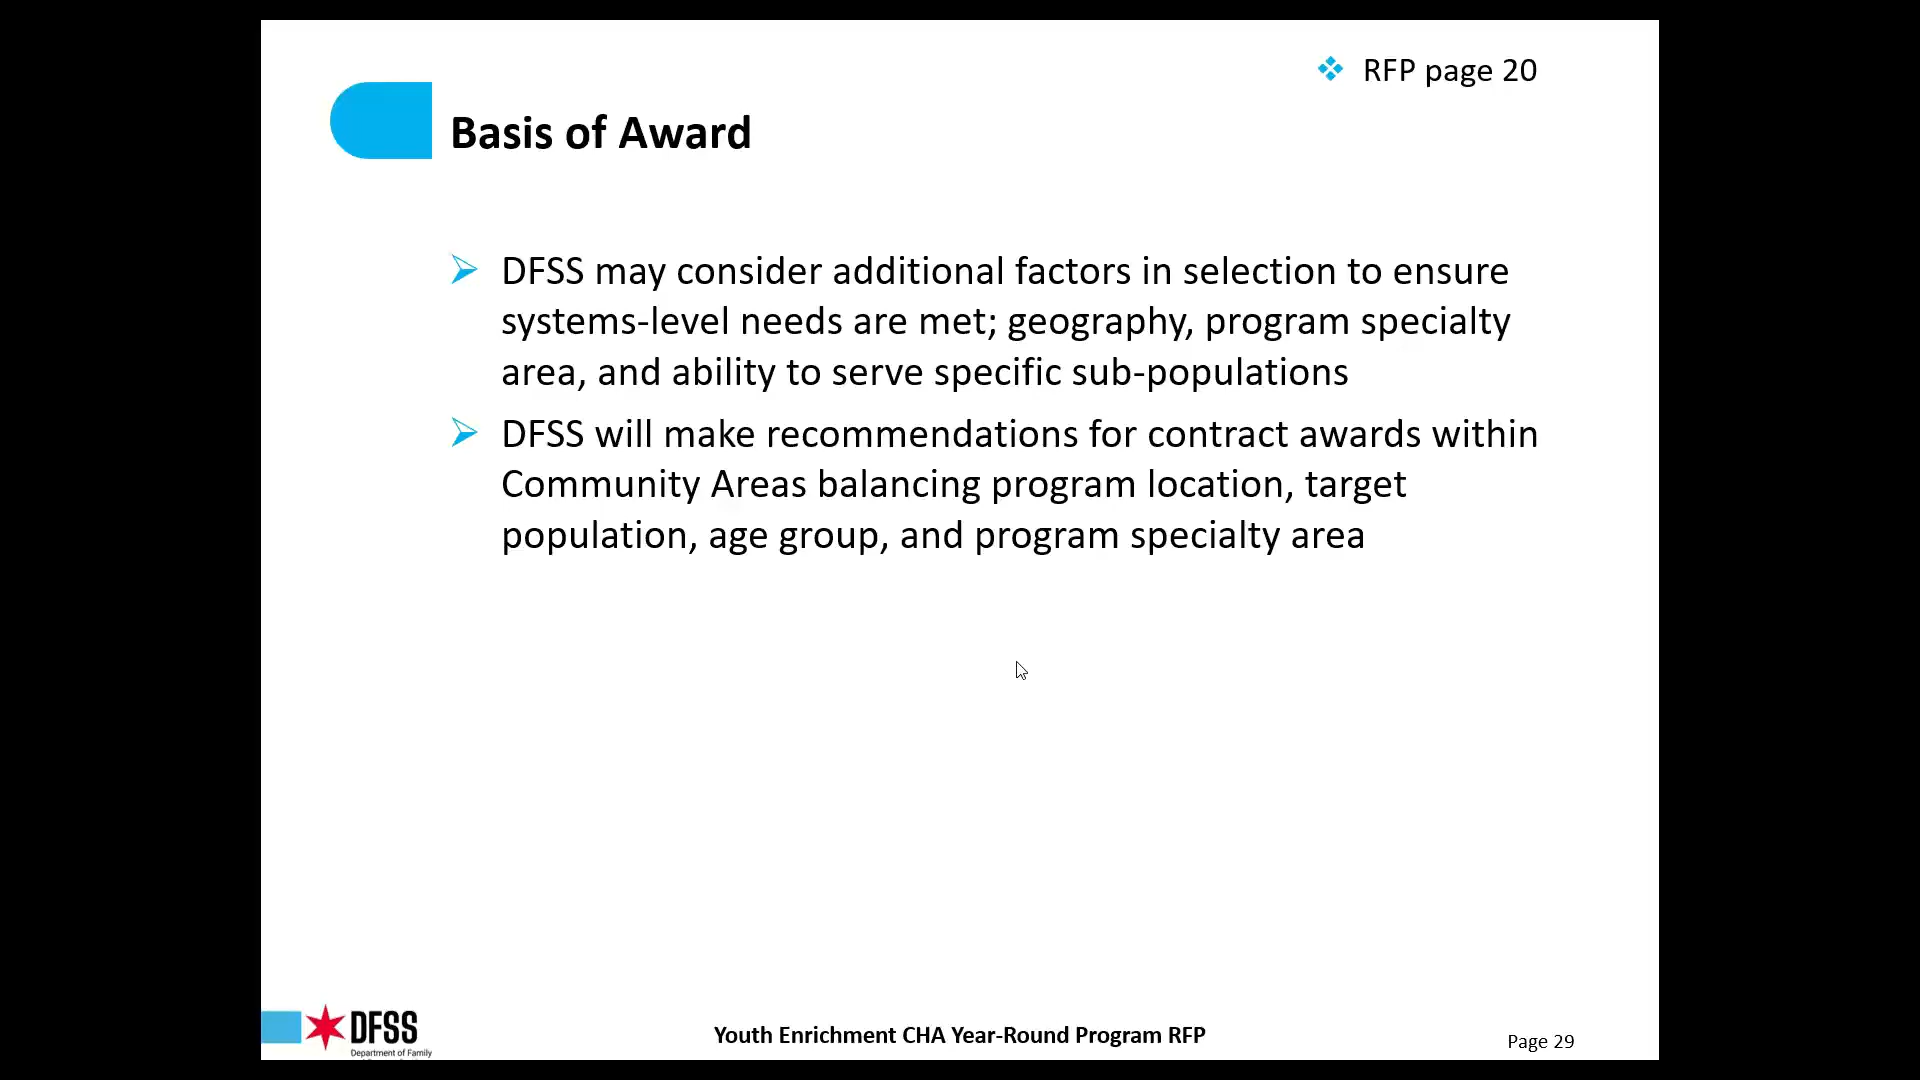 RFP page 20
Basis of Award
DFSS may consider additional factors in selection to ensure
systems-level needs are met; geography, program specialty
area, and ability to serve specific sub-populations
DFSS will make recommendations for contract awards within
Community Areas balancing program location, target
population, age group, and program specialty area
DFSS
Department of Family
Youth Enrichment CHA Year-Round Program RFP
Page 29